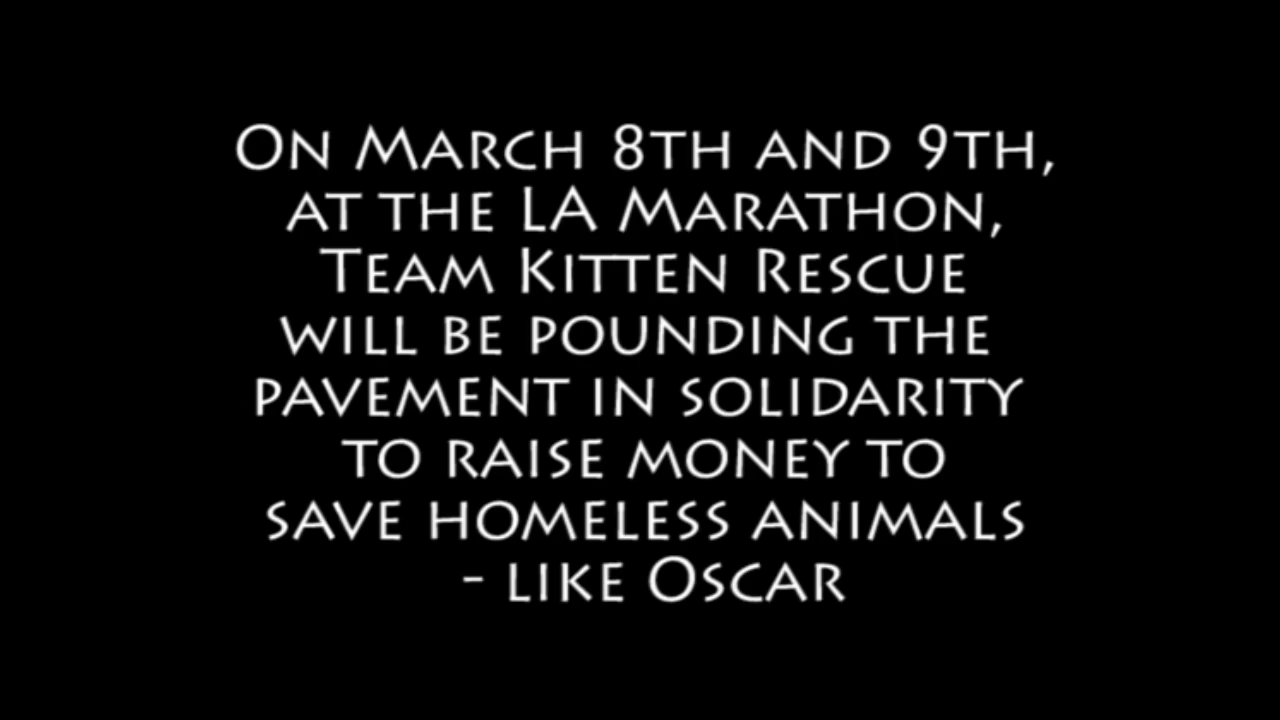 On March 8th and 9th,
at the LA Marathon,
Team Kitten Rescue
will be pounding the
pavement in solidarity
to raise money to
save homeless animals
- like Oscar